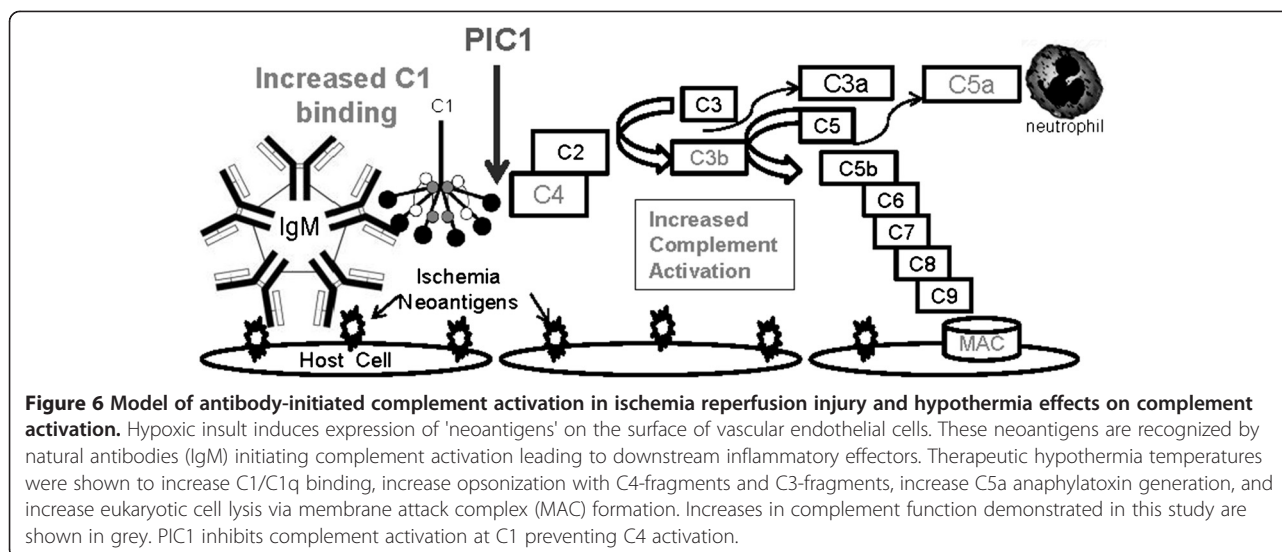 PIC1
Increased C1
binding
C1
C2
C4
C3
C3b
C3a
C5
C5a
neutrophil
C5b
C6
C7
C8
C9
MAC
IgM
Increased
Complement
Activation
Ischemia
Neoantigens
Host Cell
Figure 6 Model of antibody-initiated complement activation in ischemia reperfusion injury and hypothermia effects on complement
activation. Hypoxic insult induces expression of 'neoantigens' on the surface of vascular endothelial cells. These neoantigens are recognized by
natural antibodies (IgM) initiating complement activation leading to downstream inflammatory effectors. Therapeutic hypothermia temperatures
were shown to increase C1/C1q binding, increase opsonization with C4-fragments and C3-fragments, increase C5a anaphylatoxin generation, and
increase eukaryotic cell lysis via membrane attack complex (MAC) formation. Increases in complement function demonstrated in this study are
shown in grey. PIC1 inhibits complement activation at C1 preventing C4 activation.